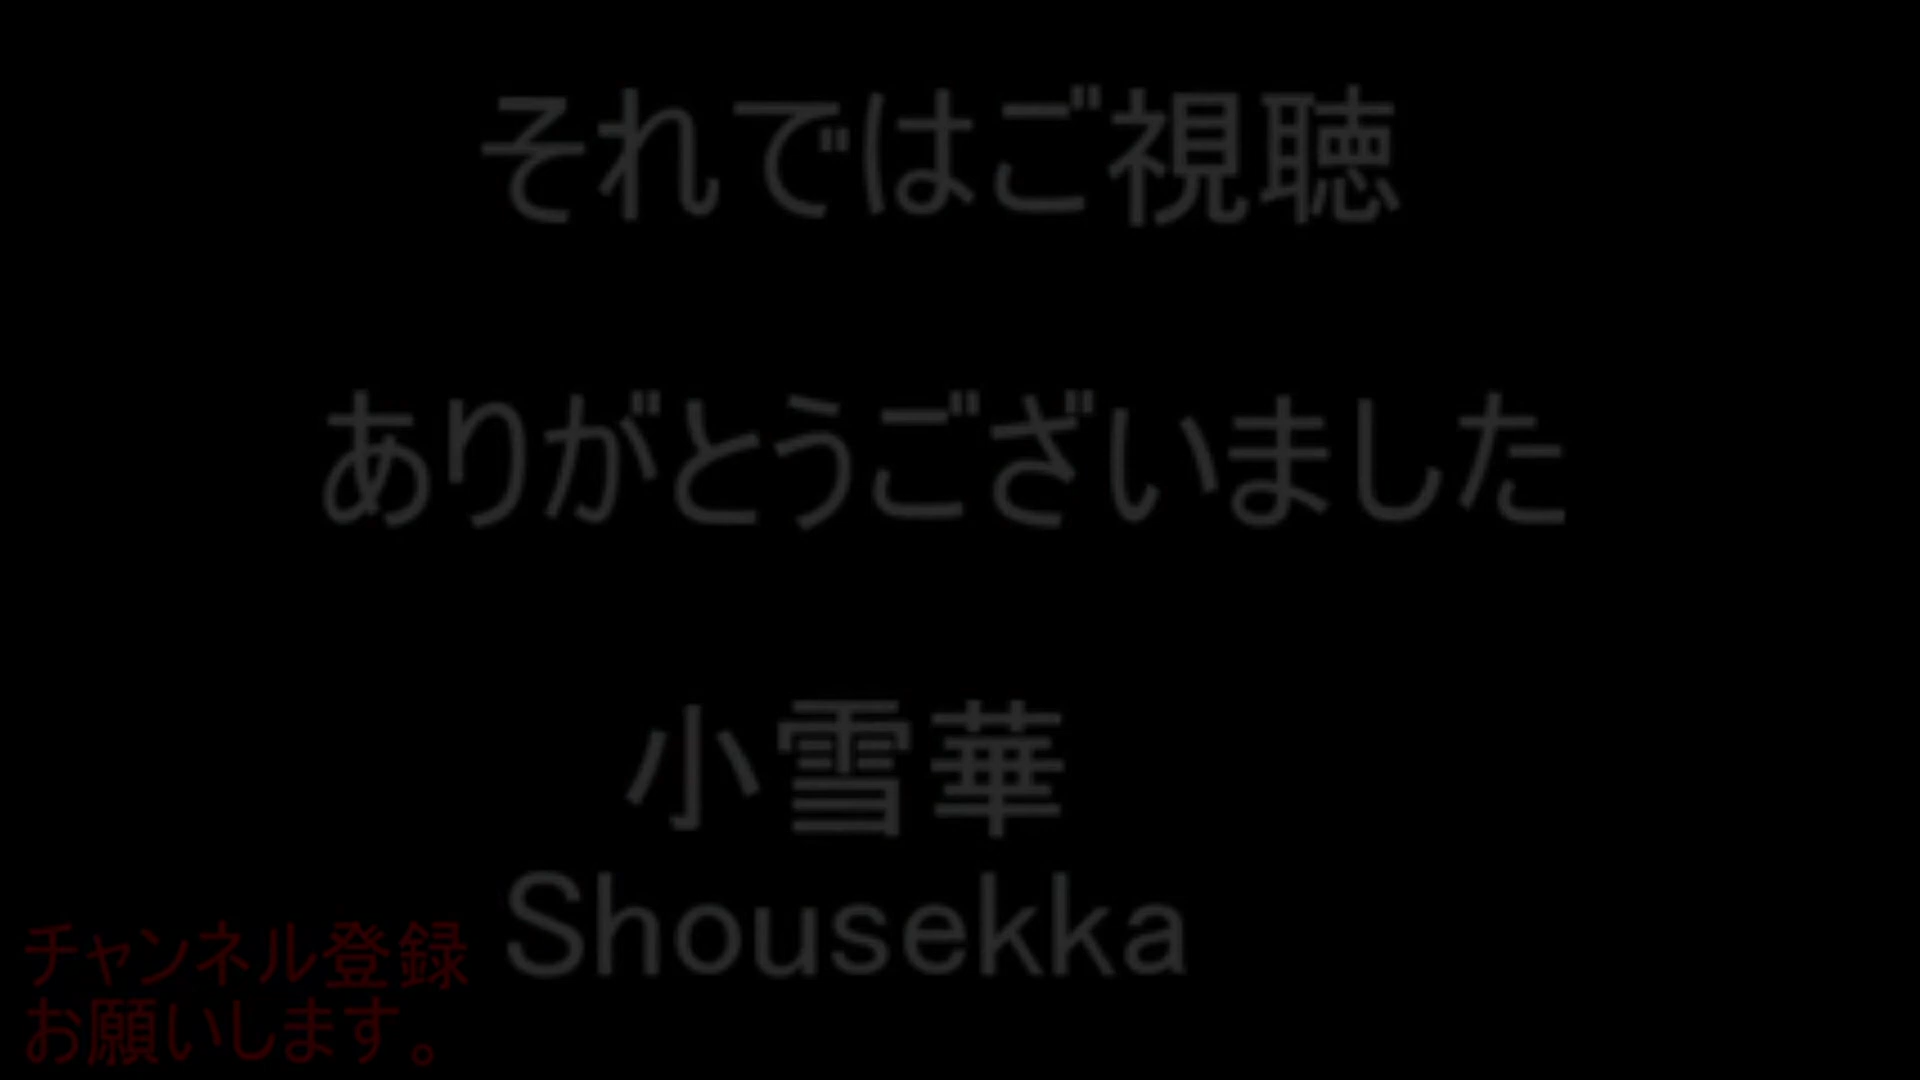 それではご視聴
ありがとうございました
小雪華
Shousekka
チャンネル登録
お願いします。